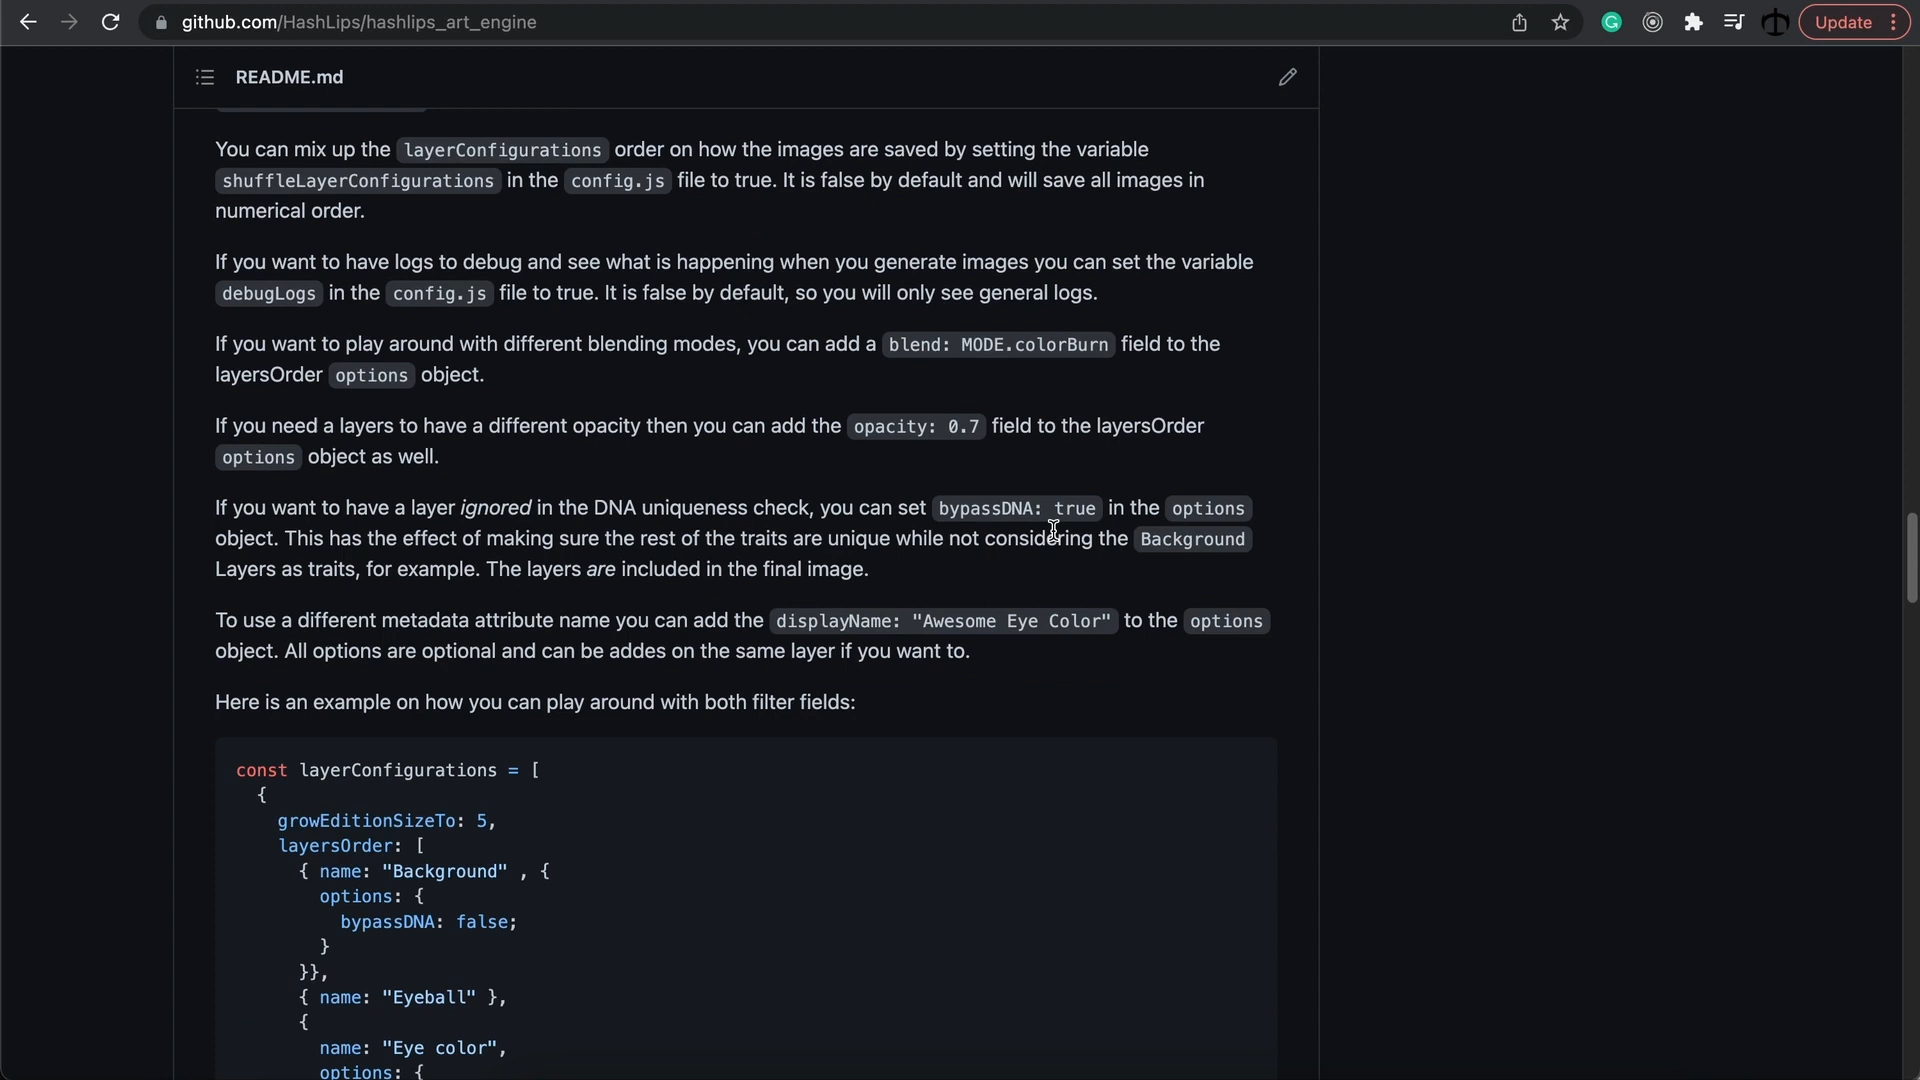 github.com/HashLips/hashlips_art_engine
Update
README.md
You can mix up the layerConfigurations order on how the images are saved by setting the variable
shuffleLayerConfigurations in the config.js file to true. It is false by default and will save all images in
numerical order.
If you want to have logs to debug and see what is happening when you generate images you can set the variable
debugLogs in the config.js file to true. It is false by default, so you will only see general logs.
If you want to play around with different blending modes, you can add a blend: MODE.colorBurn field to the
layersOrder options object.
If you need a layers to have a different opacity then you can add the opacity: 0.7 field to the layersOrder
options object as well.
If you want to have a layer ignored in the DNA uniqueness check, you can set bypassDNA: true in the options
object. This has the effect of making sure the rest of the traits are unique while not considering the Background
Layers as traits, for example. The layers are included in the final image.
To use a different metadata attribute name you can add the displayName: "Awesome Eye Color" to the options
object. All options are optional and can be addes on the same layer if you want to.
Here is an example on how you can play around with both filter fields:
const layerConfigurations = [
{
growEditionSizeTo: 5,
layersOrder: [
{ name: "Background" , {
options: {
bypassDNA: false;
}
}},
{ name: "Eyeball" },
{
name: "Eye color",
options: {